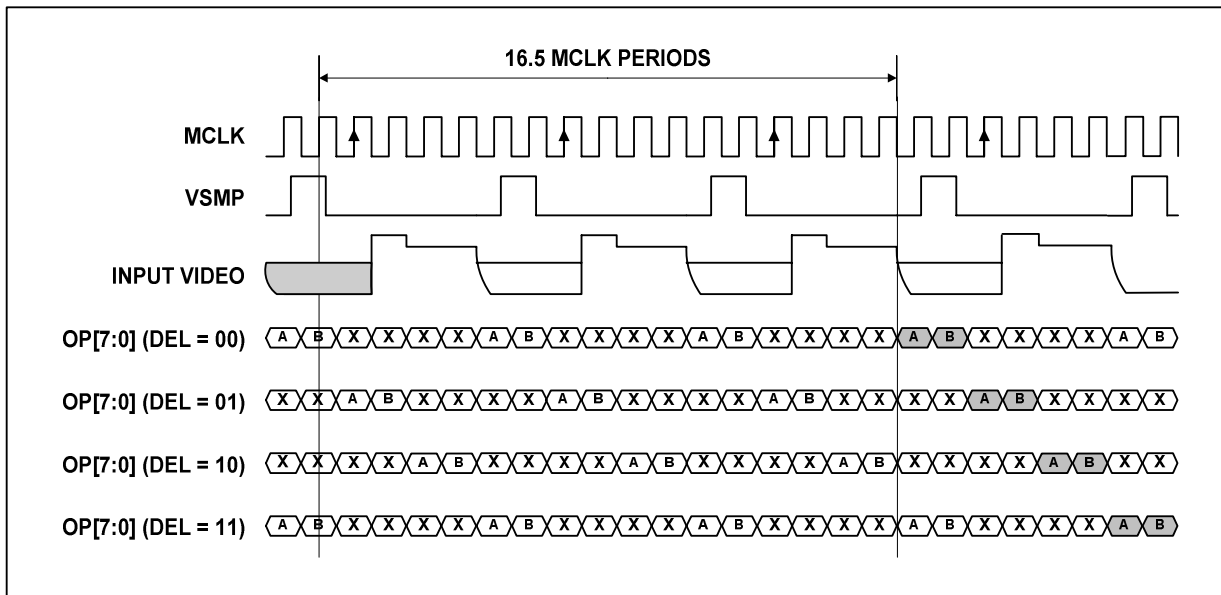 16.5 MCLK PERIODS
MCLK
VSMP
INPUT VIDEO
OP[7:0] (DEL = 00) A B X X X X A B X X X X A B X X X X A B X X X X A B
OP[7:0] (DEL = 01) X X A B X X X X A B X X X X A B X X X X A B X X X X
OP[7:0] (DEL = 10) X X X X A B X X X X A B X X X X A B X X X X A B X X
OP[7:0] (DEL = 11) A B X X X X A B X X X X A B X X X X A B X X X X A B